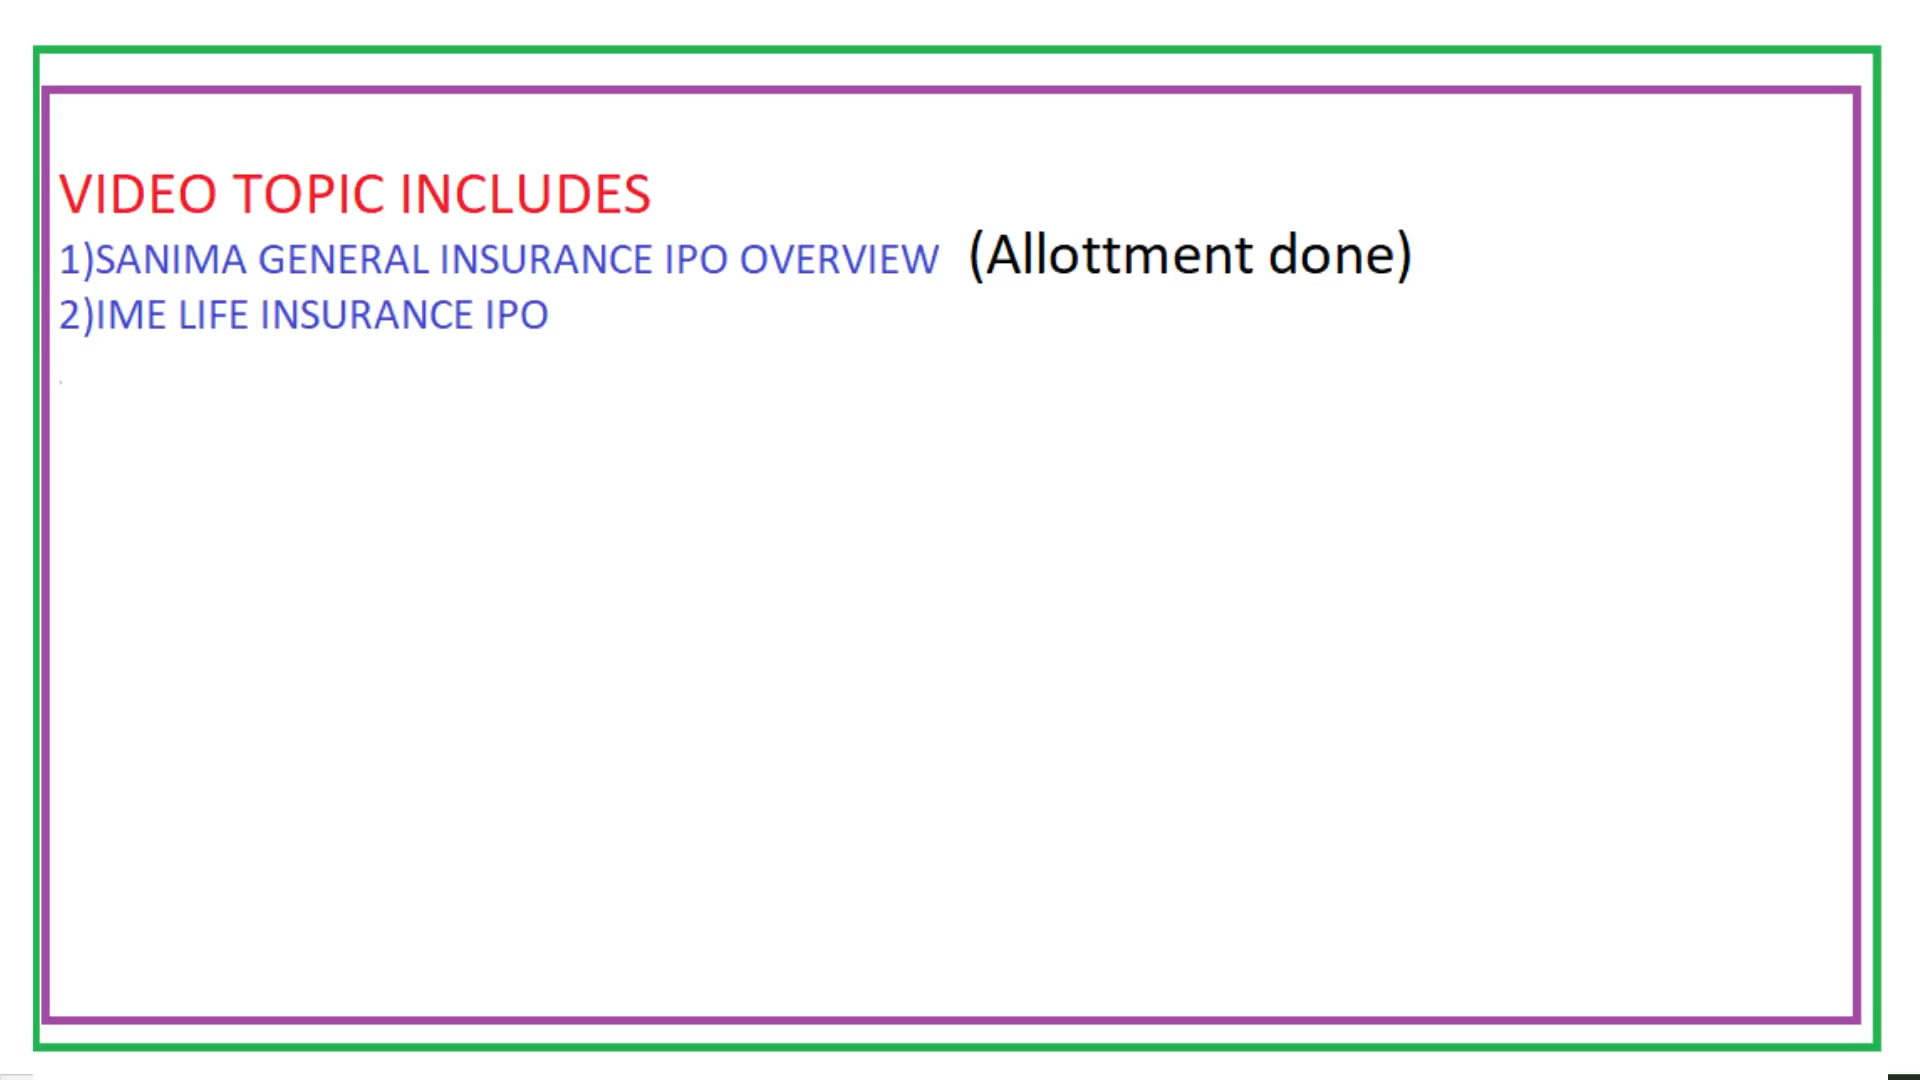 VIDEO TOPIC INCLUDES
1)SANIMA GENERAL INSURANCE IPO OVERVIEW (Allottment done)
2)IME LIFE INSURANCE IPO